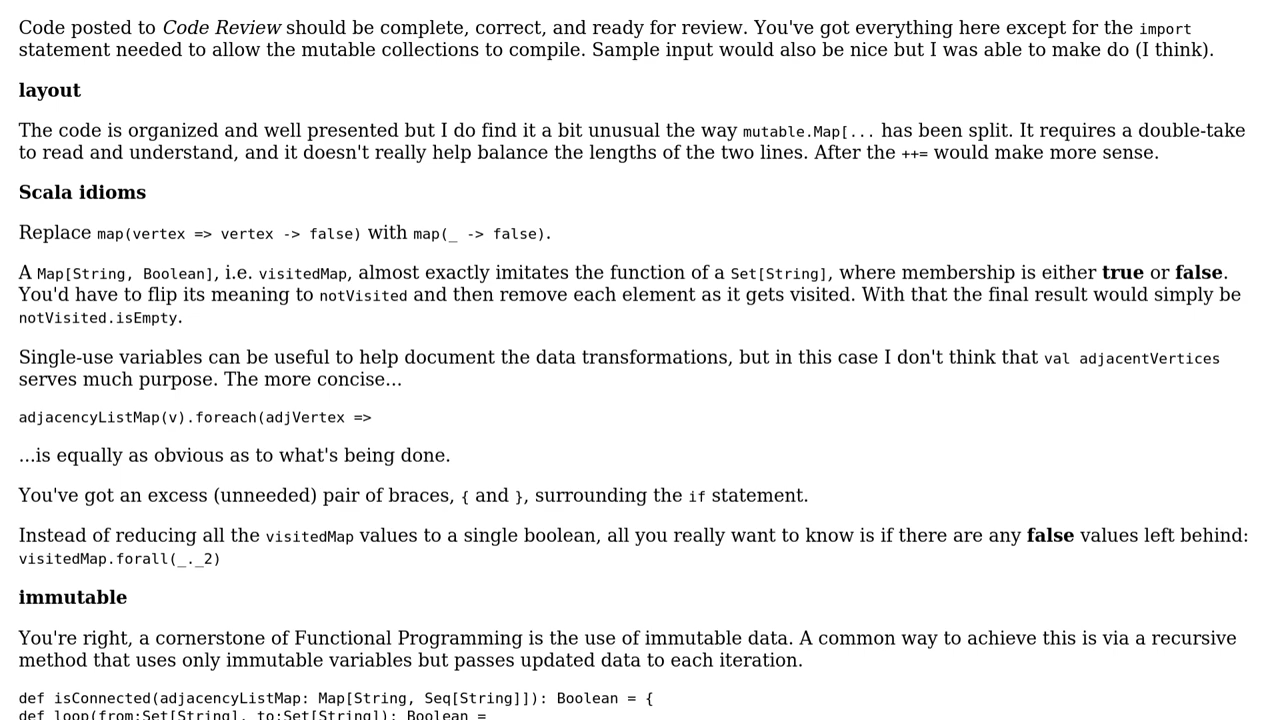 Code posted to Code Review should be complete, correct, and ready for review. You've got everything here except for the import
statement needed to allow the mutable collections to compile. Sample input would also be nice but I was able to make do (I think).
layout
The code is organized and well presented but I do find it a bit unusual the way mutable.Map[... has been split. It requires a double-take
to read and understand, and it doesn't really help balance the lengths of the two lines. After the ++= would make more sense.
Scala idioms
Replace map(vertex => vertex -> false) with map(_ -> false).
A Map[String, Boolean], i.e. visitedMap, almost exactly imitates the function of a Set[String], where membership is either true or false.
You'd have to flip its meaning to notVisited and then remove each element as it gets visited. With that the final result would simply be
notVisited.isEmpty.
Single-use variables can be useful to help document the data transformations, but in this case I don't think that val adjacentVertices
serves much purpose. The more concise...
adjacencyListMap(v).foreach(adjVertex =>
...is equally as obvious as to what's being done.
You've got an excess (unneeded) pair of braces, { and }, surrounding the if statement.
Instead of reducing all the visitedMap values to a single boolean, all you really want to know is if there are any false values left behind:
visitedMap.forall(_._2)
immutable
You're right, a cornerstone of Functional Programming is the use of immutable data. A common way to achieve this is via a recursive
method that uses only immutable variables but passes updated data to each iteration.
def isConnected(adjacencyListMap: Map[String, Seq[String]]): Boolean = {
def loop(from:Set[String], to:Set[String]): Boolean =